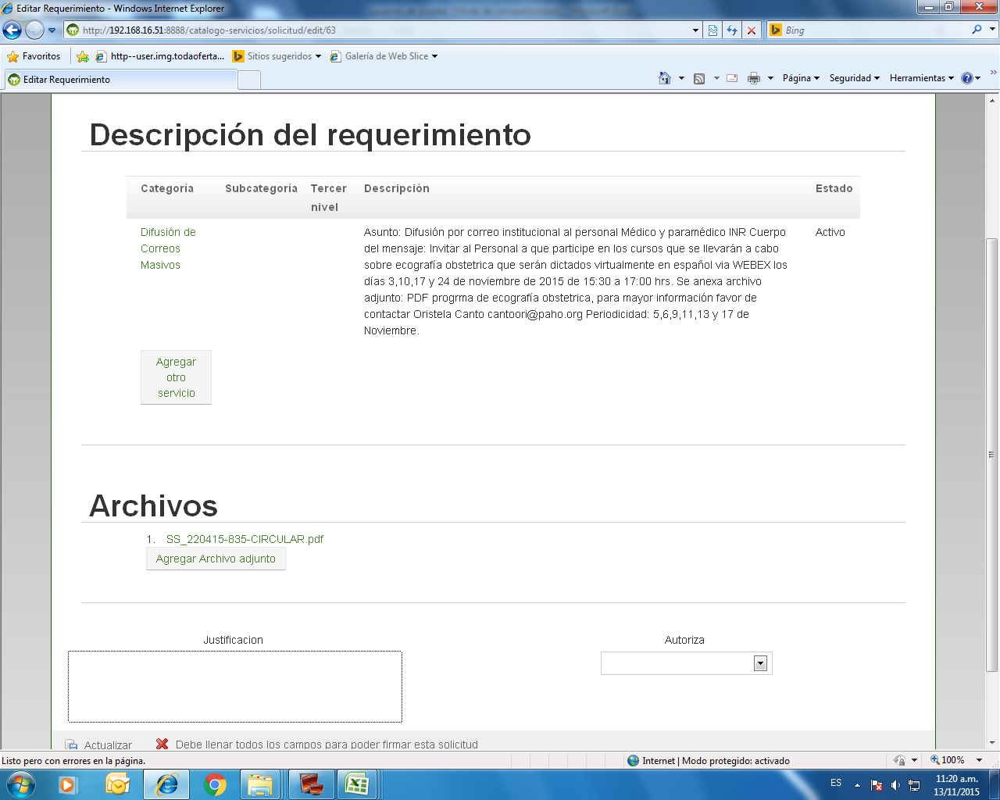 Editar Requerimiento - Windows Internet Explorer
http://192.168.16.51:8888/catalogo-servicios/solicitud/edit/63
Bing
Favoritos
http--user.img.todaoferta...
Sitios sugeridos
Galería de Web Slice
Editar Requerimiento
Página
Seguridad
Herramientas
Descripción del requerimiento
Categoría Subcategoría Tercer nivel Descripción Estado
Difusión de
Correos
Masivos
Asunto: Difusión por correo institucional al personal Médico y paramédico INR Cuerpo
del mensaje: Invitar al Personal a que participe en los cursos que se llevarán a cabo
sobre ecografía obstetrica que serán dictados virtualmente en español via WEBEX los
días 3,10,17 y 24 de noviembre de 2015 de 15:30 a 17:00 hrs. Se anexa archivo
adjunto: PDF progrma de ecografía obstetrica, para mayor información favor de
contactar Oristela Canto cantoori@paho.org Periodicidad: 5,6,9,11,13 y 17 de
Noviembre.
Activo
Agregar
otro
servicio
Archivos
1. SS_220415-835-CIRCULAR.pdf
Agregar Archivo adjunto
Justificacion
Autoriza
Actualizar
Debe llenar todos los campos para poder firmar esta solicitud
Listo pero con errores en la página.
Internet | Modo protegido: activado
100%
ES
11:20 a.m.
13/11/2015